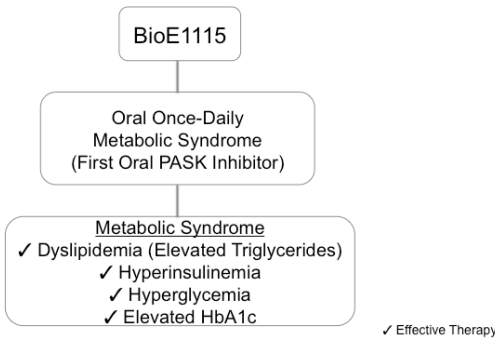 BioE1115
Oral Once-Daily
Metabolic Syndrome
(First Oral PASK Inhibitor)
Metabolic Syndrome
✓ Dyslipidemia (Elevated Triglycerides)
✓ Hyperinsulinemia
✓ Hyperglycemia
✓ Elevated HbA1c
✓ Effective Therapy